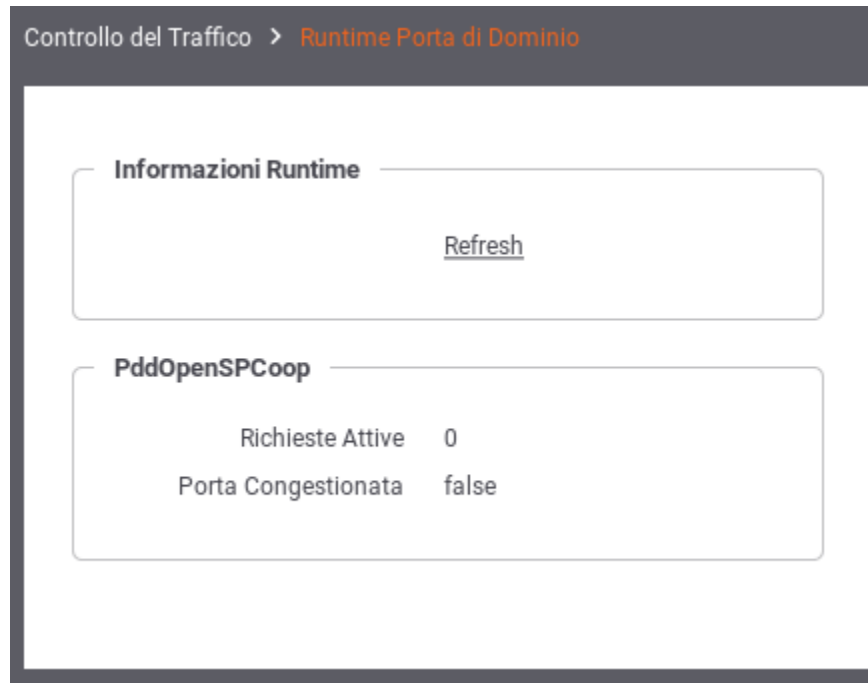 Controllo del Traffico > Runtime Porta di Dominio
Informazioni Runtime
Refresh
PddOpenSPCoop
Richieste Attive 0
Porta Congestionata false